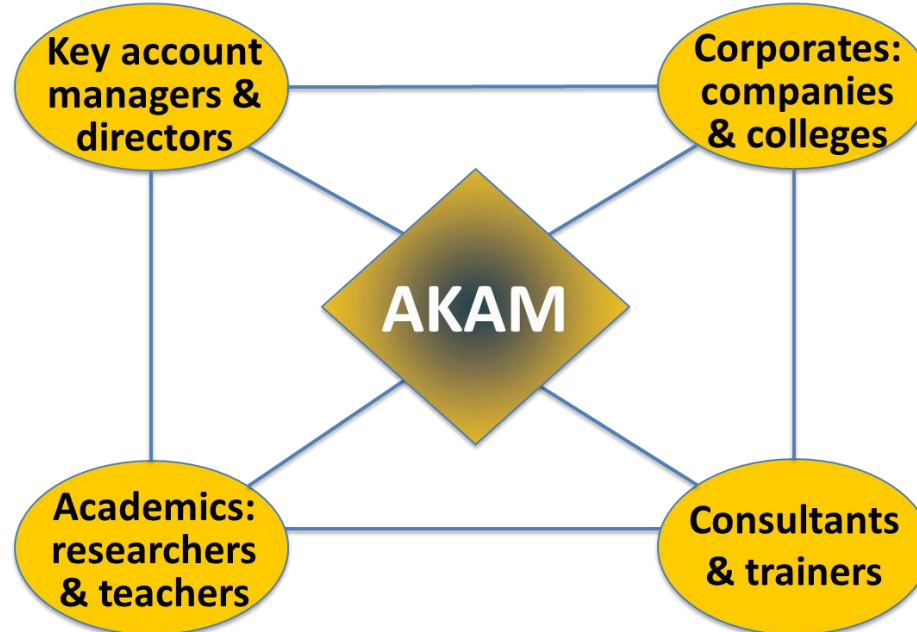 Key account
managers &
directors
Corporates:
companies
& colleges
AKAM
Academics:
researchers
& teachers
Consultants
& trainers